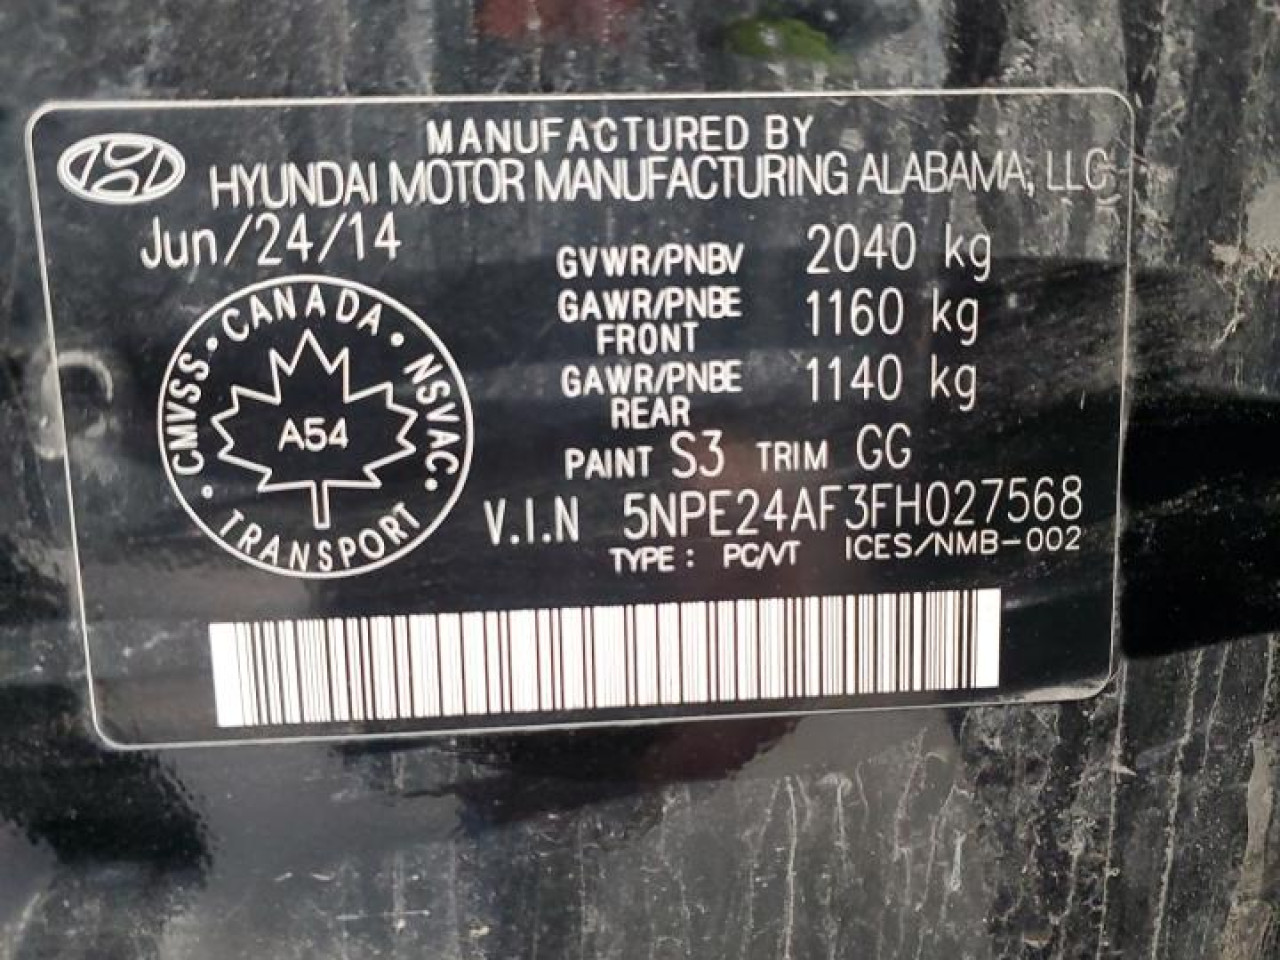 MANUFACTURED BY
HYUNDAI MOTOR MANUFACTURING ALABAMA, LLC
Jun/24/14
GVWR/PNBV 2040 kg
GAWR/PNBE FRONT 1160 kg
GAWR/PNBE REAR 1140 kg
PAINT S3 TRIM GG
V.I.N 5NPE24AF3FH027568
TYPE : PC/VT ICES/NMB-002
CMVSS · CANADA · NSVAC · TRANSPORT ·
A54